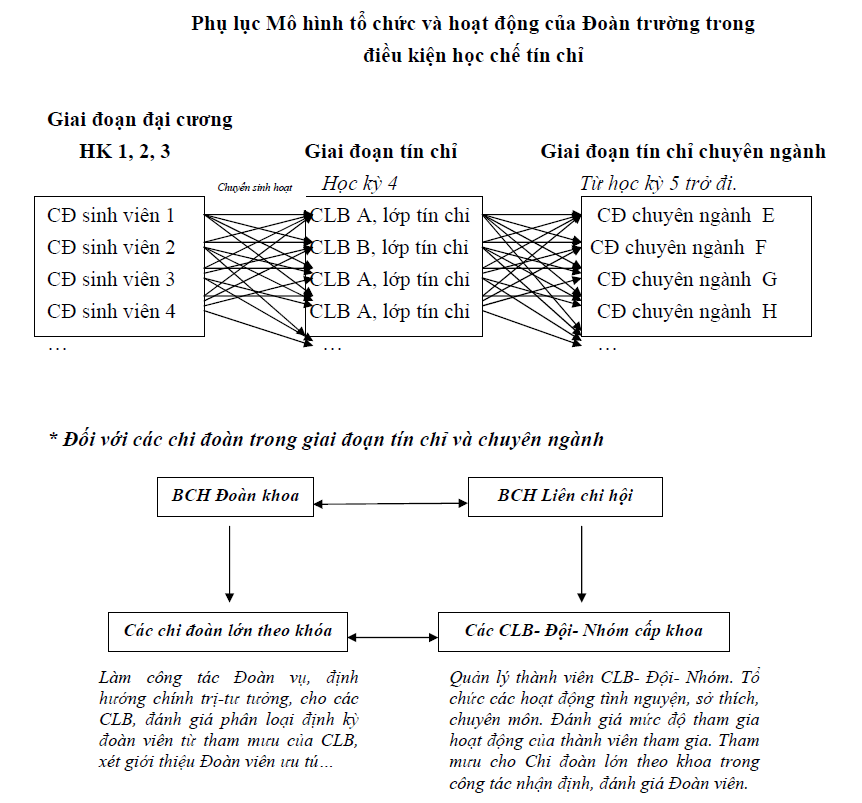 Phụ lục Mô hình tổ chức và hoạt động của Đoàn trường trong
điều kiện học chế tín chỉ
Giai đoạn đại cương
HK 1, 2, 3
Giai đoạn tín chỉ
Giai đoạn tín chỉ chuyên ngành
Chuyển sinh hoạt
Học kỳ 4
Từ học kỳ 5 trở đi.
CĐ sinh viên 1
CĐ sinh viên 2
CĐ sinh viên 3
CĐ sinh viên 4
…
CLB A, lớp tín chỉ
CLB B, lớp tín chỉ
CLB A, lớp tín chỉ
CLB A, lớp tín chỉ
…
CĐ chuyên ngành E
CĐ chuyên ngành F
CĐ chuyên ngành G
CĐ chuyên ngành H
…
* Đối với các chi đoàn trong giai đoạn tín chỉ và chuyên ngành
BCH Đoàn khoa
BCH Liên chi hội
Các chi đoàn lớn theo khóa
Các CLB- Đội- Nhóm cấp khoa
Làm công tác Đoàn vụ, định
hướng chính trị-tư tưởng, cho các
CLB, đánh giá phân loại định kỳ
đoàn viên từ tham mưu của CLB,
xét giới thiệu Đoàn viên ưu tú…
Quản lý thành viên CLB- Đội- Nhóm. Tổ
chức các hoạt động tình nguyện, sở thích,
chuyên môn. Đánh giá mức độ tham gia
hoạt động của thành viên tham gia. Tham
mưu cho Chi đoàn lớn theo khoa trong
công tác nhận định, đánh giá Đoàn viên.